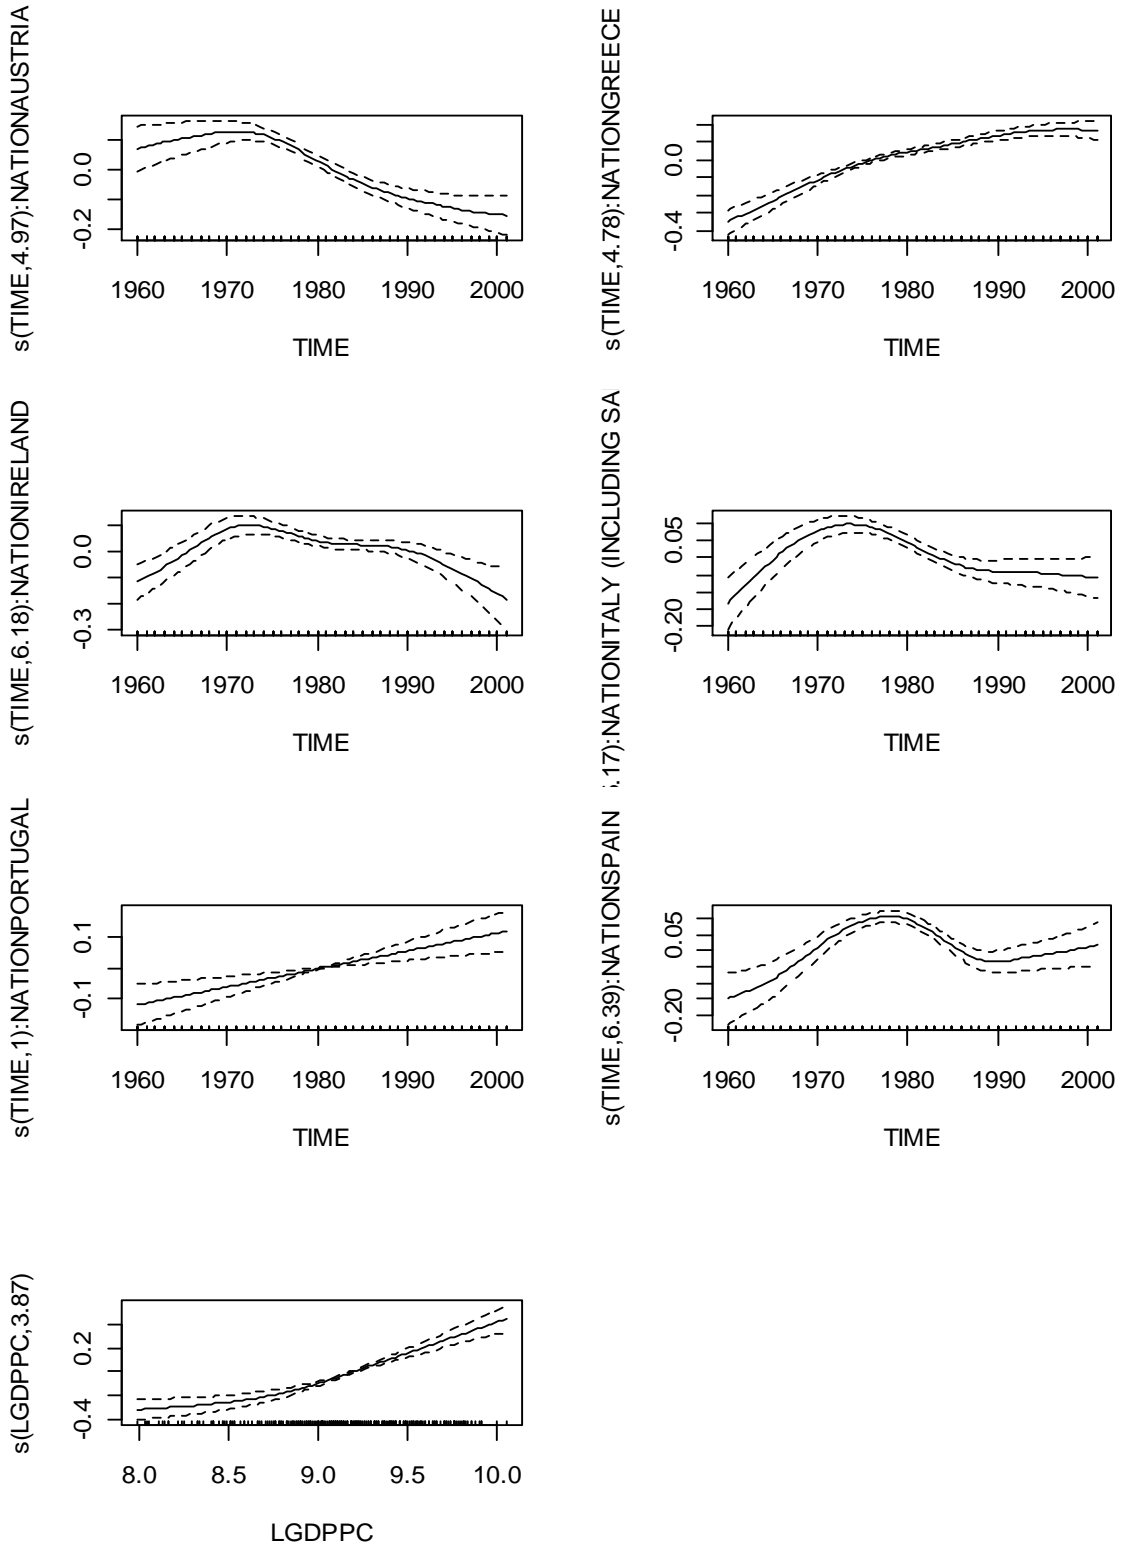 s(TIME,4.97):NATIONAUSTRIA
0.0
-0.2
1960 1970 1980 1990 2000
TIME
s(TIME,4.78):NATIONGREECE
0.0
-0.4
1960 1970 1980 1990 2000
TIME
s(TIME,6.18):NATIONIRELAND
0.0
-0.3
1960 1970 1980 1990 2000
TIME
.17):NATIONITALY (INCLUDING SA
0.05
-0.20
1960 1970 1980 1990 2000
TIME
s(TIME,1):NATIONPORTUGAL
0.1
-0.1
1960 1970 1980 1990 2000
TIME
s(TIME,6.39):NATIONSPAIN
0.05
-0.20
1960 1970 1980 1990 2000
TIME
s(LGDPPC,3.87)
0.2
-0.4
8.0 8.5 9.0 9.5 10.0
LGDPPC